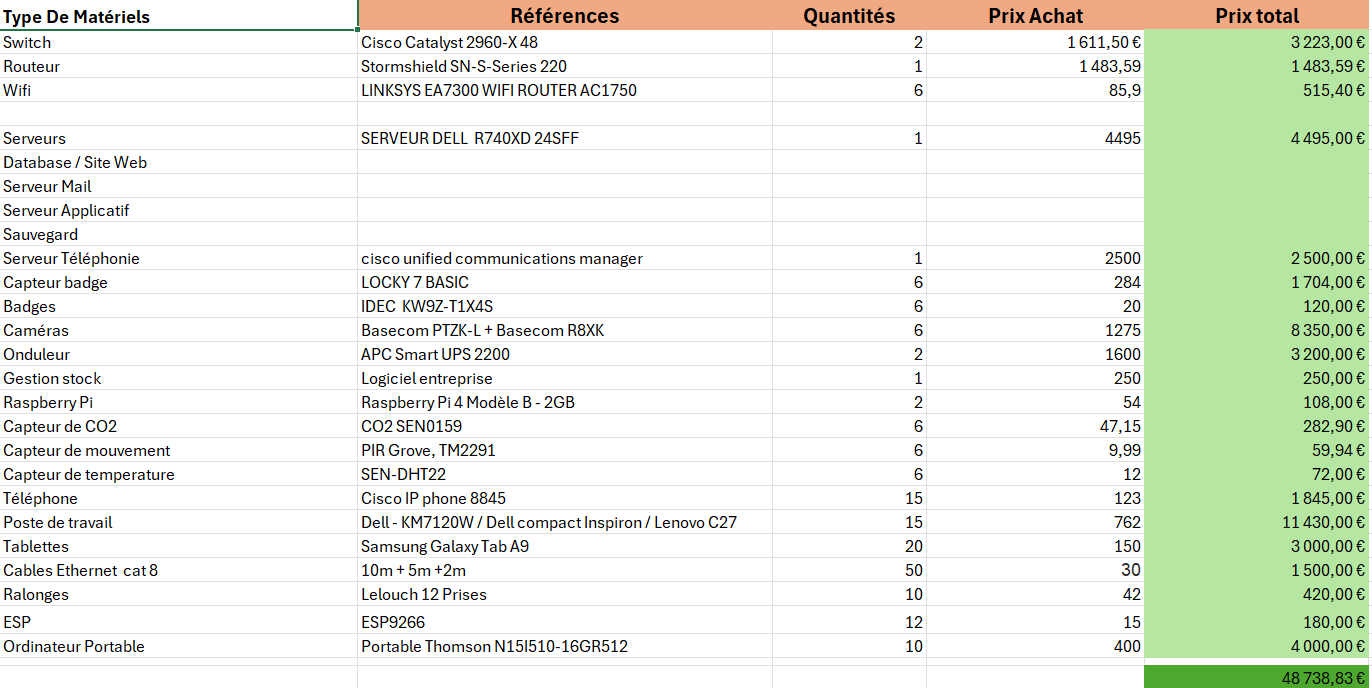 Type De Matériels Références Quantités Prix Achat Prix total
Switch Cisco Catalyst 2960-X 48 2 1 611,50 € 3 223,00 €
Routeur Stormshield SN-S-Series 220 1 1 483,59 1 483,59 €
Wifi LINKSYS EA7300 WIFI ROUTER AC1750 6 85,9 515,40 €
Serveurs SERVEUR DELL R740XD 24SFF 1 4495 4 495,00 €
Database / Site Web
Serveur Mail
Serveur Applicatif
Sauvegard
Serveur Téléphonie cisco unified communications manager 1 2500 2 500,00 €
Capteur badge LOCKY 7 BASIC 6 284 1 704,00 €
Badges IDEC KW9Z-T1X4S 6 20 120,00 €
Caméras Basecom PTZK-L + Basecom R8XK 6 1275 8 350,00 €
Onduleur APC Smart UPS 2200 2 1600 3 200,00 €
Gestion stock Logiciel entreprise 1 250 250,00 €
Raspberry Pi Raspberry Pi 4 Modèle B - 2GB 2 54 108,00 €
Capteur de CO2 CO2 SEN0159 6 47,15 282,90 €
Capteur de mouvement PIR Grove, TM2291 6 9,99 59,94 €
Capteur de temperature SEN-DHT22 6 12 72,00 €
Téléphone Cisco IP phone 8845 15 123 1 845,00 €
Poste de travail Dell - KM7120W / Dell compact Inspiron / Lenovo C27 15 762 11 430,00 €
Tablettes Samsung Galaxy Tab A9 20 150 3 000,00 €
Cables Ethernet cat 8 10m + 5m +2m 50 30 1 500,00 €
Ralonges Lelouch 12 Prises 10 42 420,00 €
ESP ESP9266 12 15 180,00 €
Ordinateur Portable Portable Thomson N15I510-16GR512 10 400 4 000,00 €
48 738,83 €